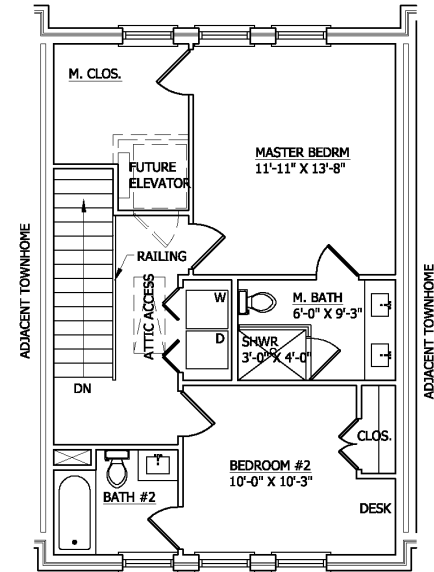 M. CLOS.
MASTER BEDRM
11'-11" X 13'-8"
FUTURE
ELEVATOR
RAILING
ADJACENT TOWNHOME
ATTIC ACCESS
W
D
M. BATH
6'-0" X 9'-3"
SHWR
3'-0" X 4'-0"
ADJACENT TOWNHOME
DN
CLOS.
BEDROOM #2
10'-0" X 10'-3"
BATH #2
DESK